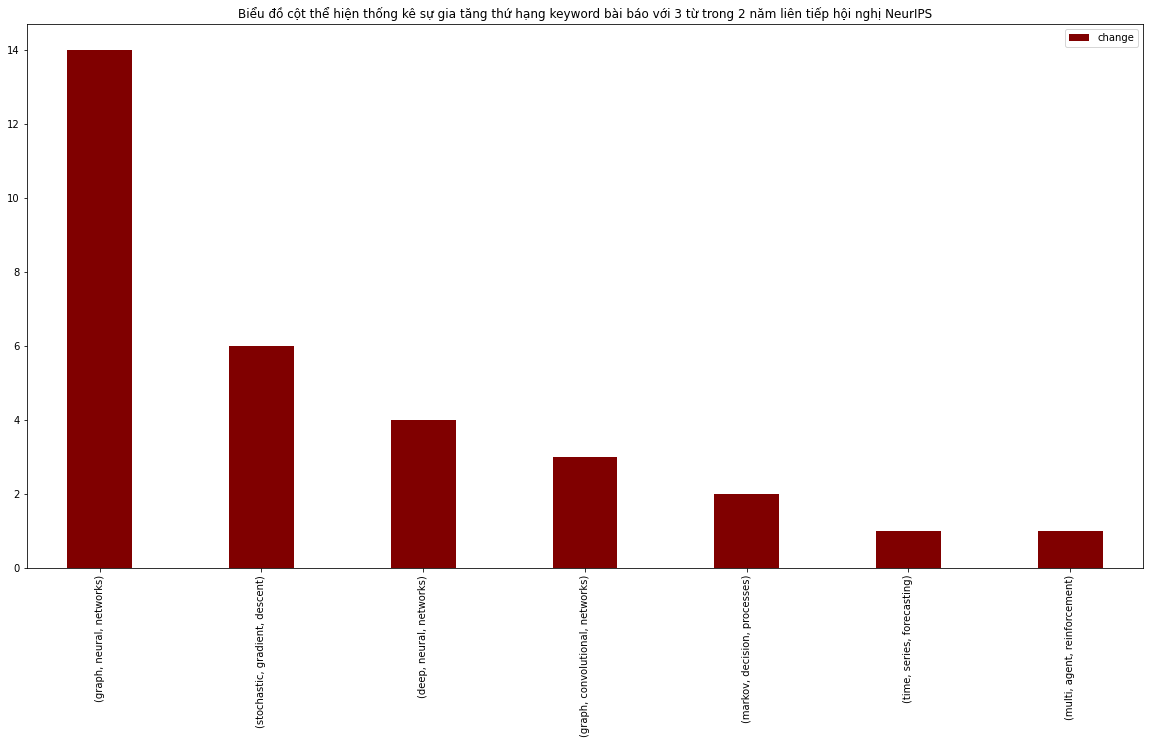 Biểu đồ cột thể hiện thống kê sự gia tăng thứ hạng keyword bài báo với 3 từ trong 2 năm liên tiếp hội nghị NeurIPS
change
14
12
10
8
6
4
2
0
(graph, neural, networks)
(stochastic, gradient, descent)
(deep, neural, networks)
(graph, convolutional, networks)
(markov, decision, processes)
(time, series, forecasting)
(multi, agent, reinforcement)